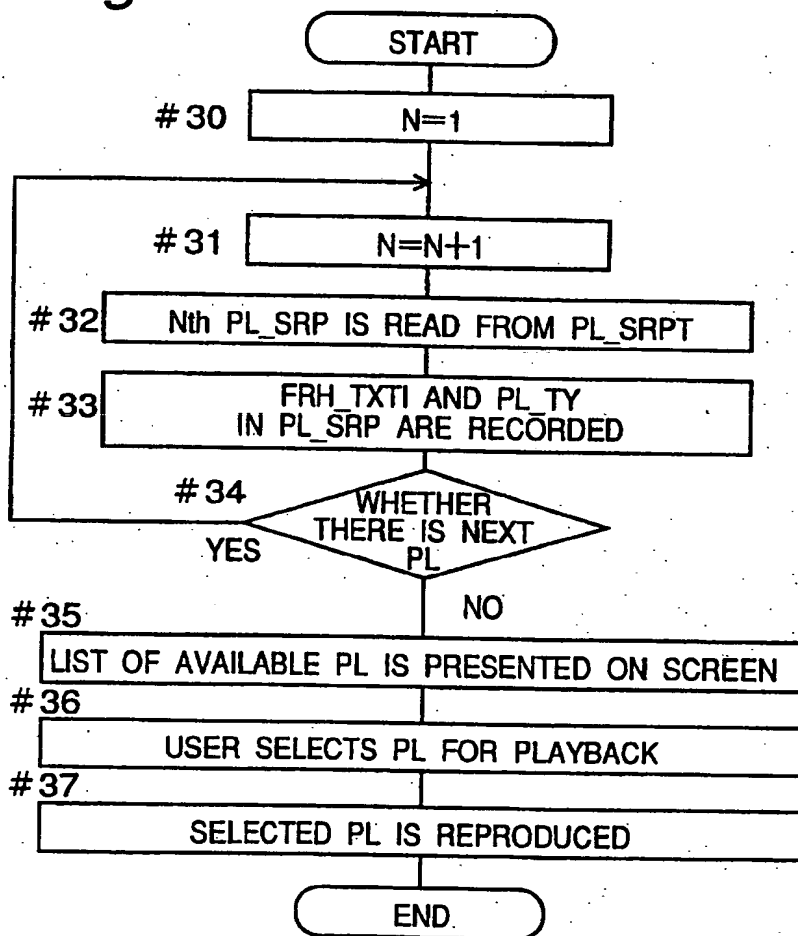 START
#30 N=1
#31 N=N+1
#32 Nth PL_SRP IS READ FROM PL_SRPT
#33 FRH_TXTI AND PL_TY
IN PL_SRP ARE RECORDED
#34 WHETHER
THERE IS NEXT
PL
YES
NO
#35
LIST OF AVAILABLE PL IS PRESENTED ON SCREEN
#36
USER SELECTS PL FOR PLAYBACK
#37
SELECTED PL IS REPRODUCED
END